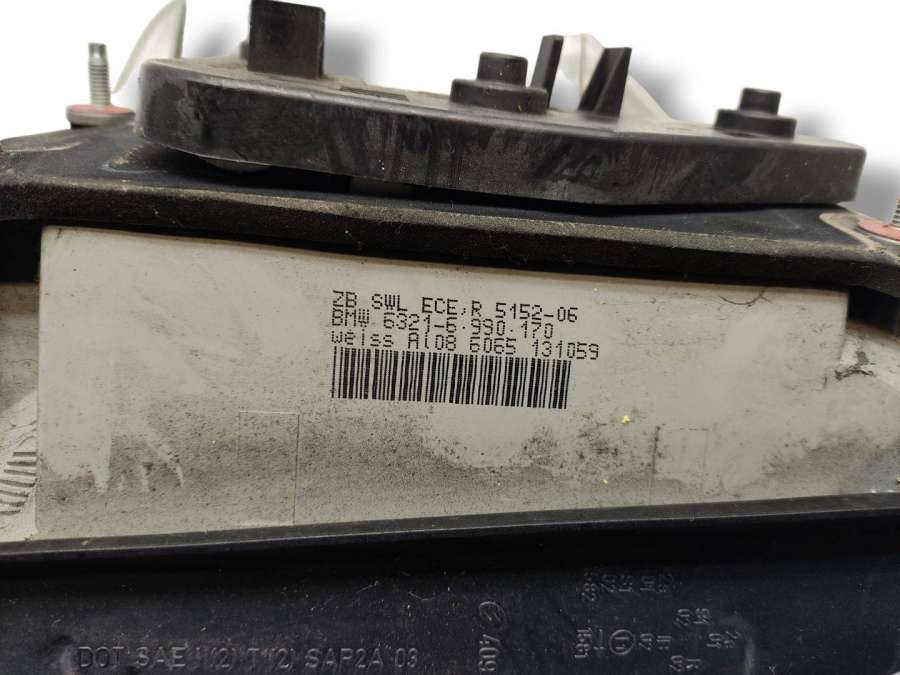 ZB SWL ECE,R 5152-06
BMW 6321-6.990.170
weiss Al08 6065 131059
409
DOT SAE I(2) T(2) SAP2A 03